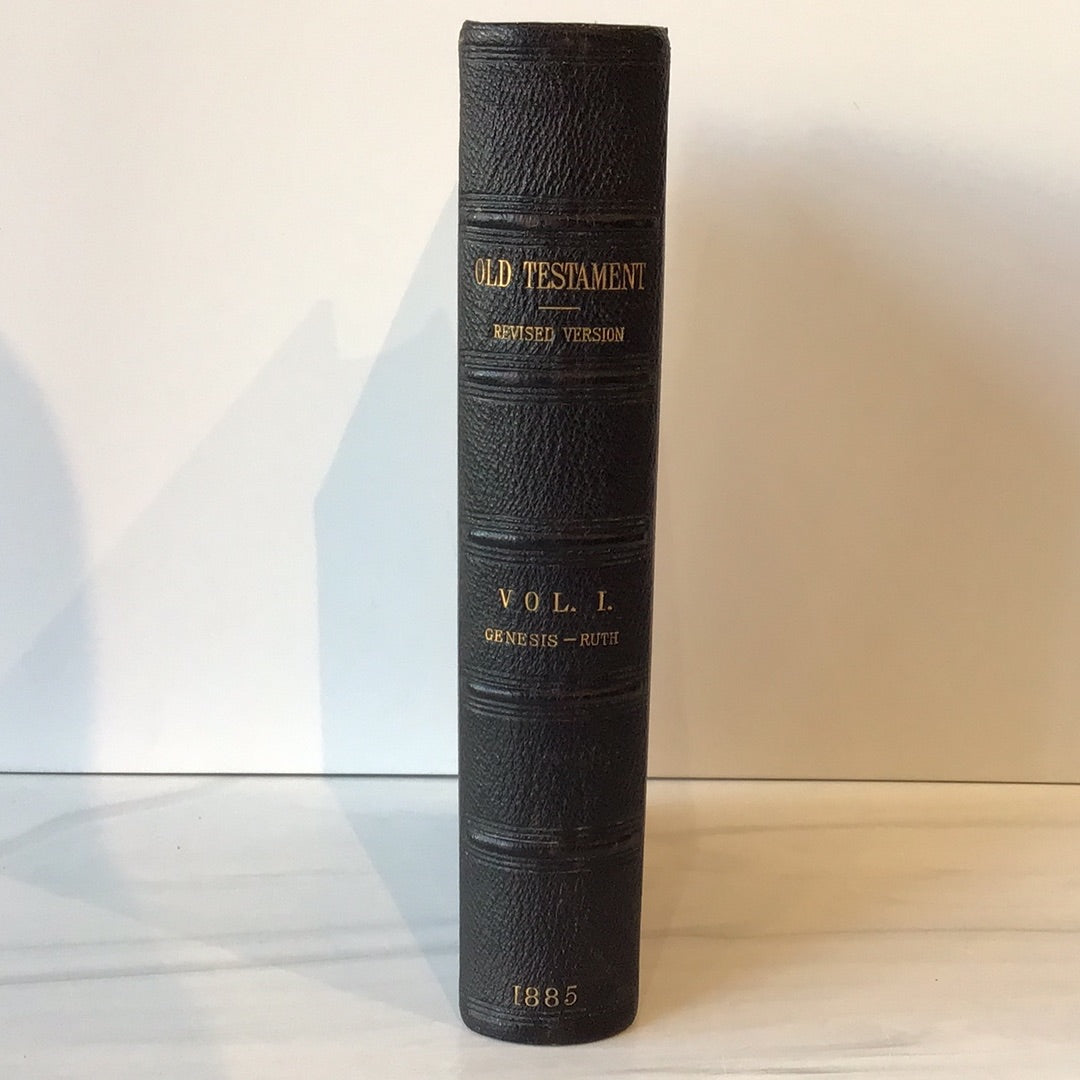 OLD TESTAMENT
REVISED VERSION
VOL. I.
GENESIS – RUTH
1885